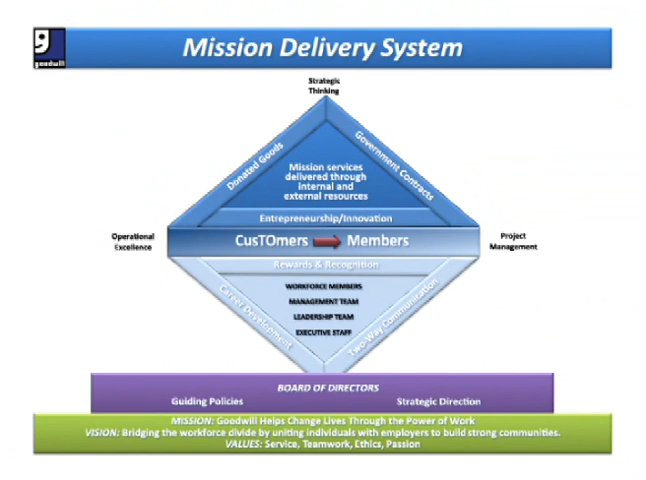 goodwill
Mission Delivery System
Strategic
Thinking
Donated Goods
Government Contracts
Mission services
delivered through
internal and
external resources
Entrepreneurship/Innovation
Operational
Excellence
CusTOmers
Members
Project
Management
Rewards & Recognition
Career Development
Two-Way Communication
WORKFORCE MEMBERS
MANAGEMENT TEAM
LEADERSHIP TEAM
EXECUTIVE STAFF
BOARD OF DIRECTORS
Guiding Policies
Strategic Direction
MISSION: Goodwill Helps Change Lives Through the Power of Work
VISION: Bridging the workforce divide by uniting individuals with employers to build strong communities.
VALUES: Service, Teamwork, Ethics, Passion